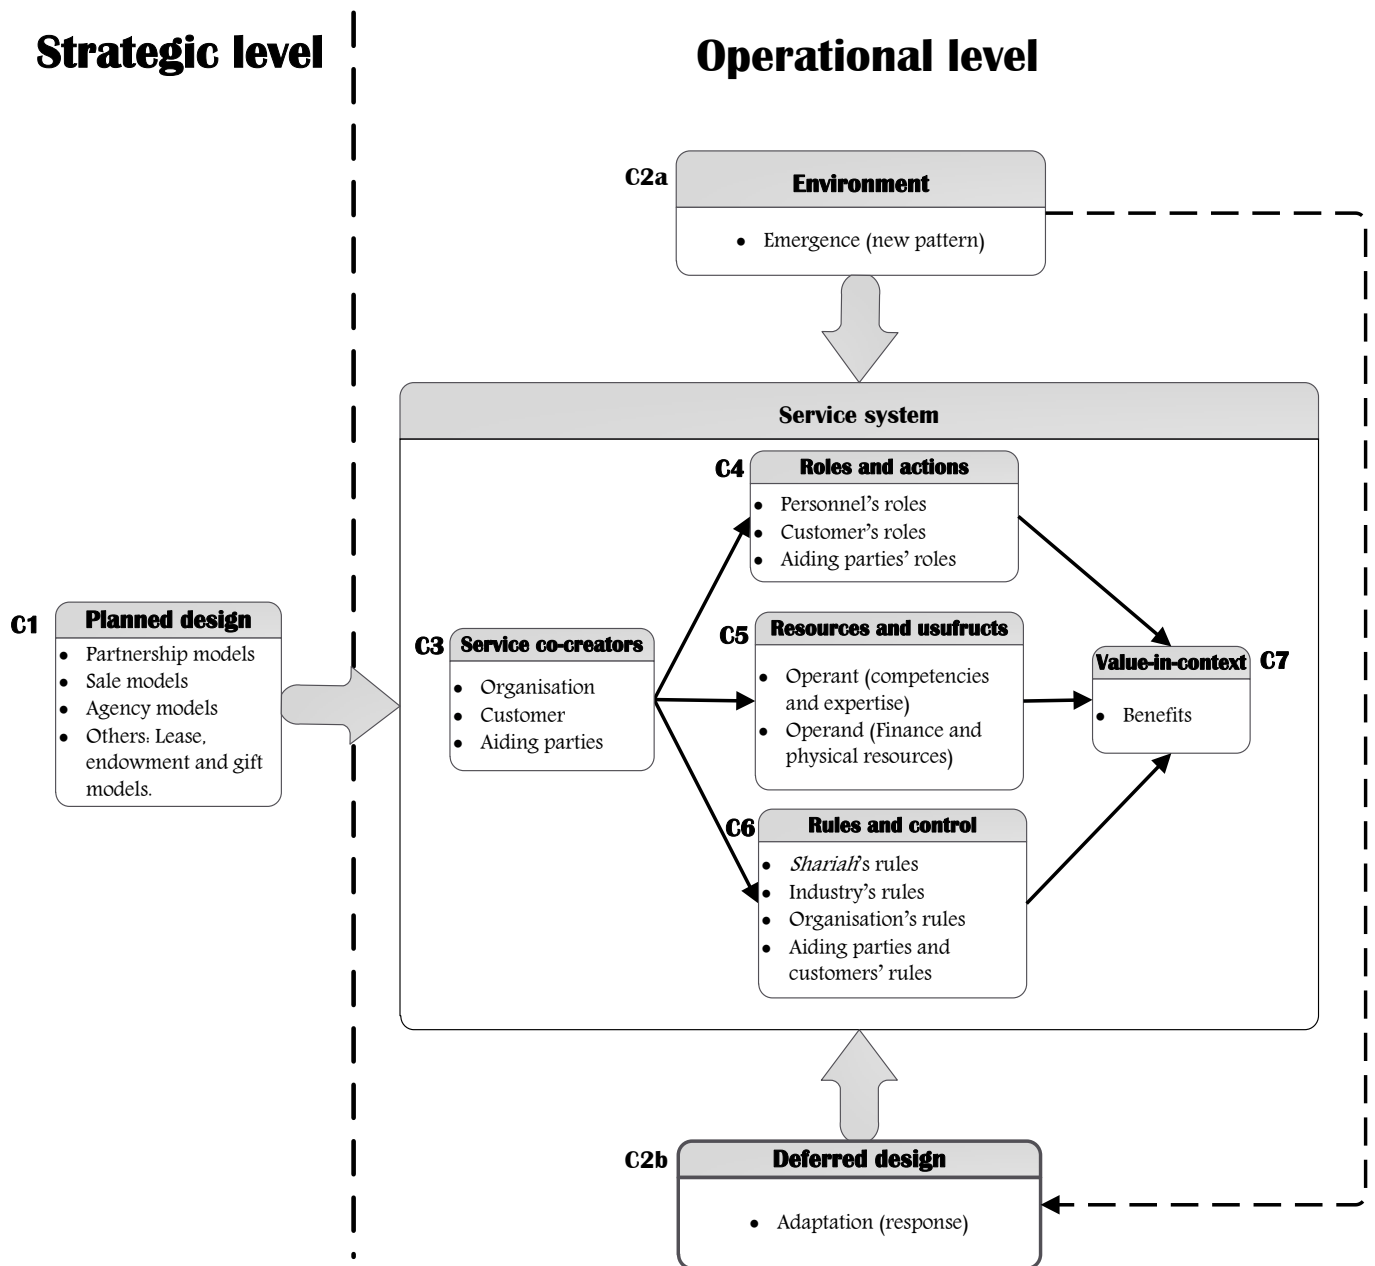 Strategic level
Operational level
C2a
Environment
• Emergence (new pattern)
Service system
C4
Roles and actions
• Personnel's roles
• Customer's roles
• Aiding parties' roles
C1
Planned design
• Partnership models
• Sale models
• Agency models
• Others: Lease,
endowment and gift
models.
C3
Service co-creators
• Organisation
• Customer
• Aiding parties
C5
Resources and usufructs
• Operant (competencies
and expertise)
• Operand (Finance and
physical resources)
Value-in-context
C7
• Benefits
C6
Rules and control
• Shariah's rules
• Industry's rules
• Organisation's rules
• Aiding parties and
customers' rules
C2b
Deferred design
• Adaptation (response)